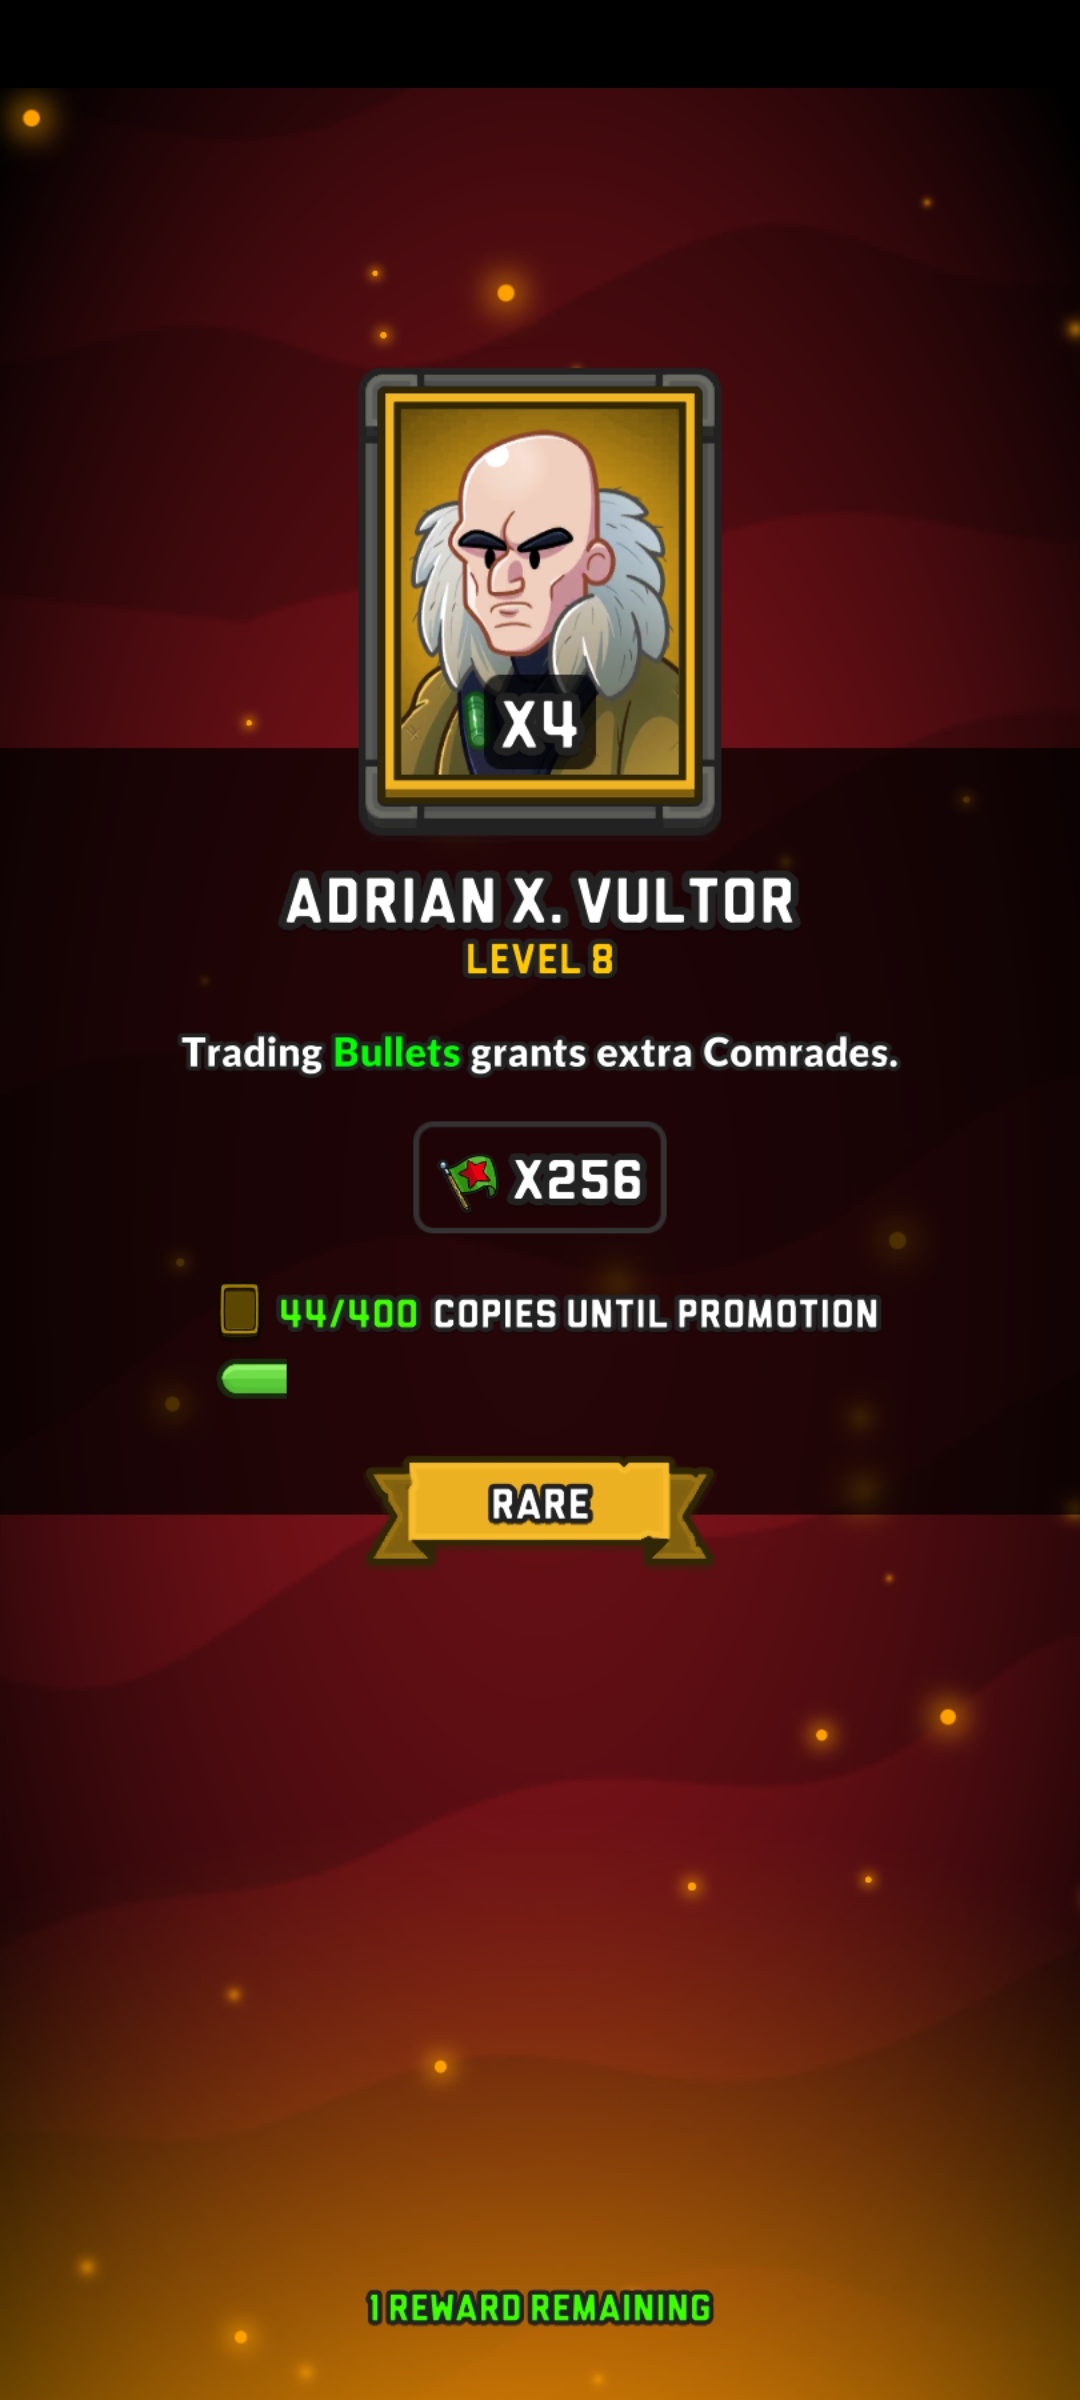 X4
ADRIAN X. VULTOR
LEVEL 8
Trading Bullets grants extra Comrades.
X256
44/400 COPIES UNTIL PROMOTION
RARE
1 REWARD REMAINING